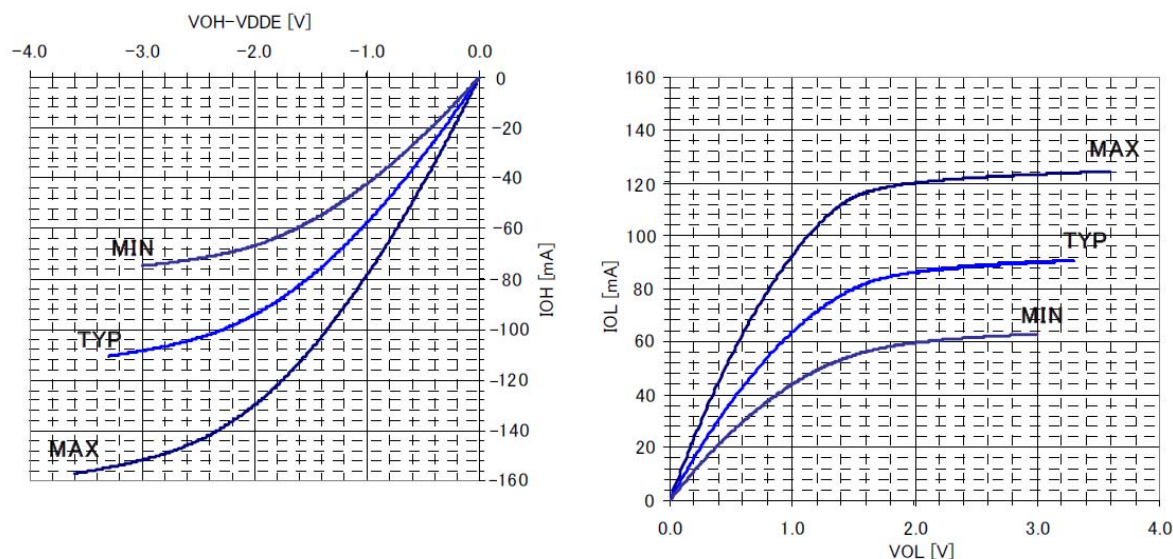 VOH-VDDE [V]
-4.0 -3.0 -2.0 -1.0 0.0
0
-20
-40
-60
-80
-100
-120
-140
-160
IOH [mA]
MIN
TYP
MAX
160
140
120
100
80
60
40
20
0
IOL [mA]
MAX
TYP
MIN
0.0 1.0 2.0 3.0 4.0
VOL [V]